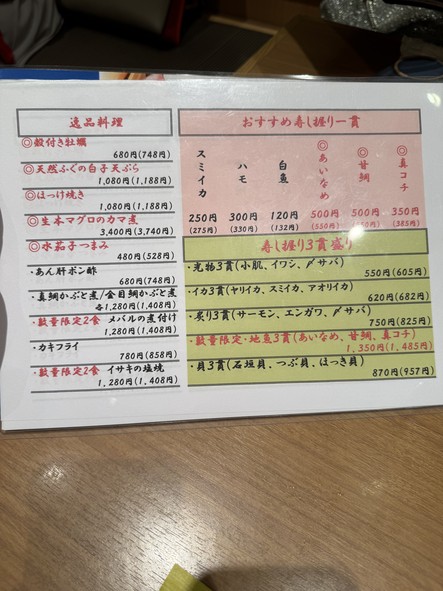 逸品料理
◎殻付き牡蠣
680円(748円)
◎天然ふぐの白子天ぷら
1,080円(1,188円)
◎ほっけ焼き
1,080円(1,188円)
◎生本マグロのカマ煮
3,400円(3,740円)
◎水茄子つまみ
480円(528円)
・あん肝ポン酢
680円(748円)
・真鯛かぶと煮/金目鯛かぶと煮
各1,280円(1,408円)
・数量限定2食 メバルの煮付け
1,280円(1,408円)
・カキフライ
780円(858円)
・数量限定2食 イサキの塩焼
1,280円(1,408円)
おすすめ寿し握り一貫
スミイカ
250円
(275円)
ハモ
300円
(330円)
白魚
120円
(132円)
◎あいなめ
500円
(550円)
◎甘鯛
500円
(550円)
◎真コチ
350円
(385円)
寿し握り3貫盛り
・光物3貫(小肌、イワシ、〆サバ)
550円(605円)
・イカ3貫(ヤリイカ、スミイカ、アオリイカ)
620円(682円)
・炙り3貫(サーモン、エンガワ、〆サバ)
750円(825円)
・数量限定・地魚3貫(あいなめ、甘鯛、真コチ)
1,350円(1,485円)
・貝3貫(石垣貝、つぶ貝、ほっき貝)
870円(957円)